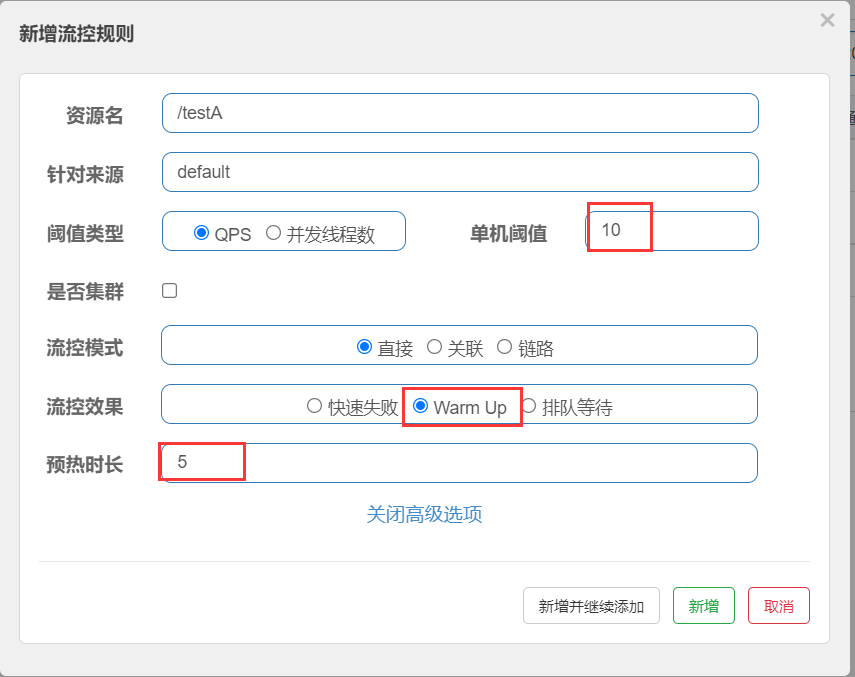 新增流控规则
×
资源名 /testA
针对来源 default
阈值类型 QPS 并发线程数 单机阈值 10
是否集群
流控模式 直接 关联 链路
流控效果 快速失败 Warm Up 排队等待
预热时长 5
关闭高级选项
新增并继续添加 新增 取消